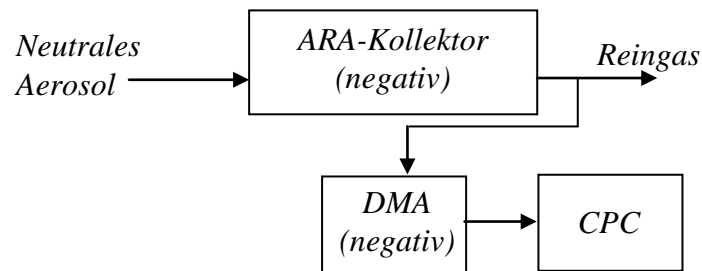 Neutrales
Aerosol
ARA-Kollektor
(negativ)
Reingas
DMA
(negativ)
CPC